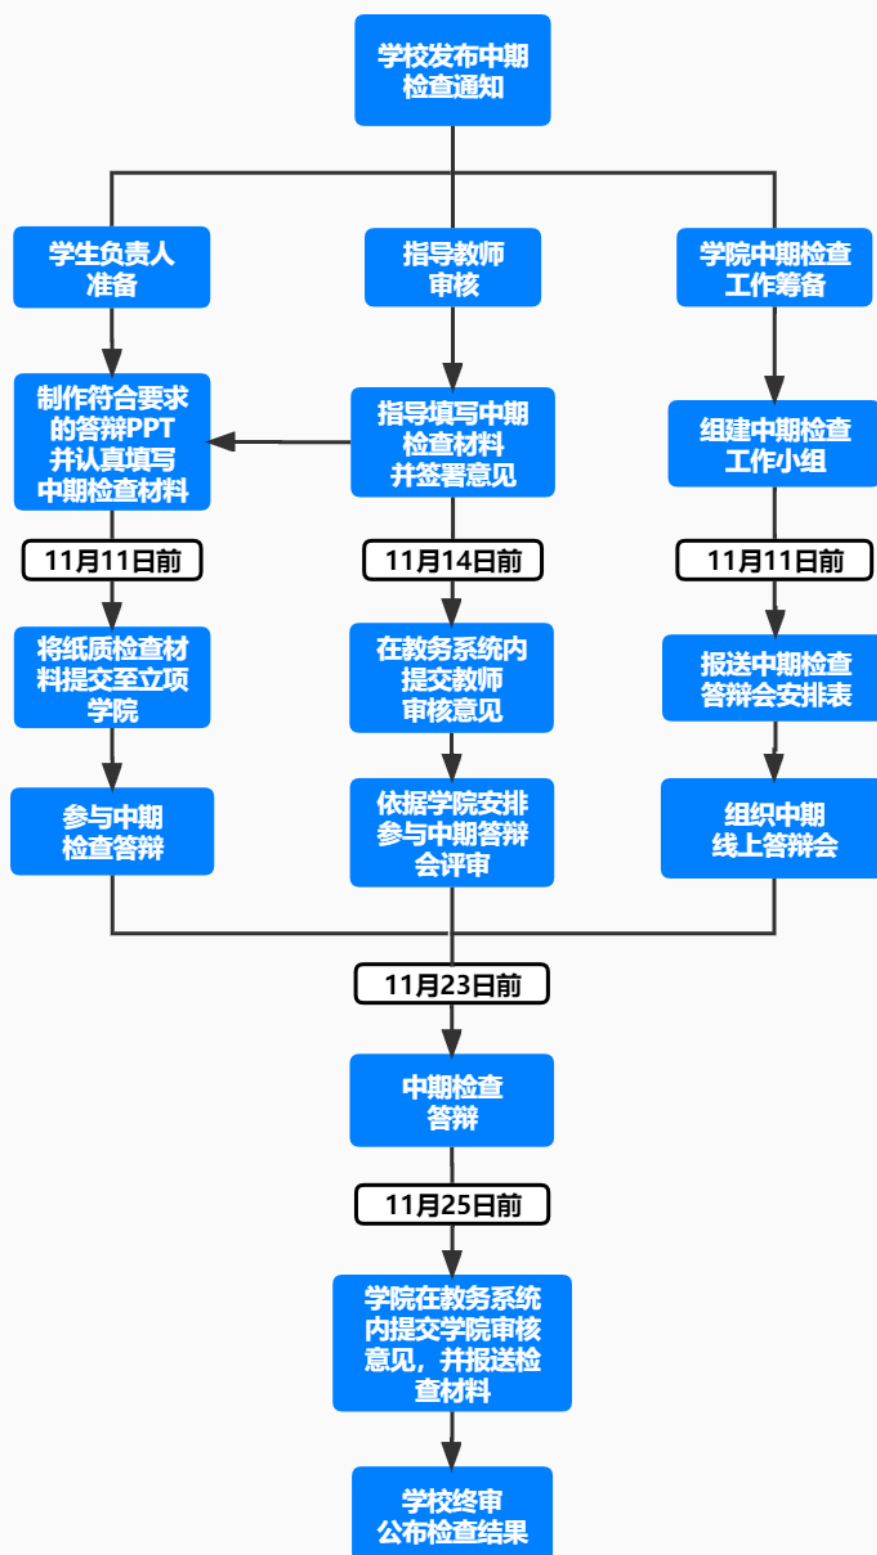 学校发布中期
检查通知
学生负责人
准备
指导教师
审核
学院中期检查
工作筹备
制作符合要求
的答辩PPT
并认真填写
中期检查材料
指导填写中期
检查材料
并签署意见
组建中期检查
工作小组
11月11日前
11月14日前
11月11日前
将纸质检查材
料提交至立项
学院
在教务系统内
提交教师
审核意见
报送中期检查
答辩会安排表
参与中期
检查答辩
依据学院安排
参与中期答辩
会评审
组织中期
线上答辩会
11月23日前
中期检查
答辩
11月25日前
学院在教务系统
内提交学院审核
意见，并报送检
查材料
学校终审
公布检查结果